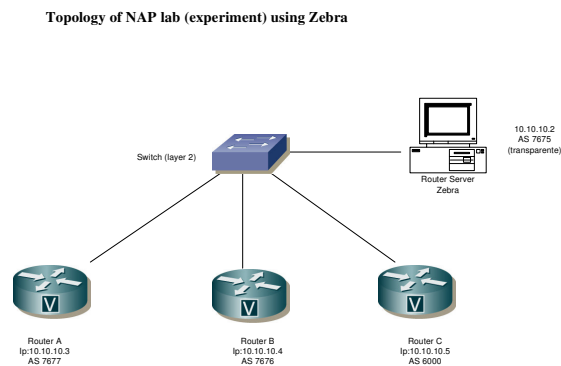 Topology of NAP lab (experiment) using Zebra
10.10.10.2
AS 7675
(transparente)
Switch (layer 2)
Router Server
Zebra
V
V
V
Router A
Ip:10.10.10.3
AS 7677
Router B
Ip:10.10.10.4
AS 7676
Router C
Ip:10.10.10.5
AS 6000